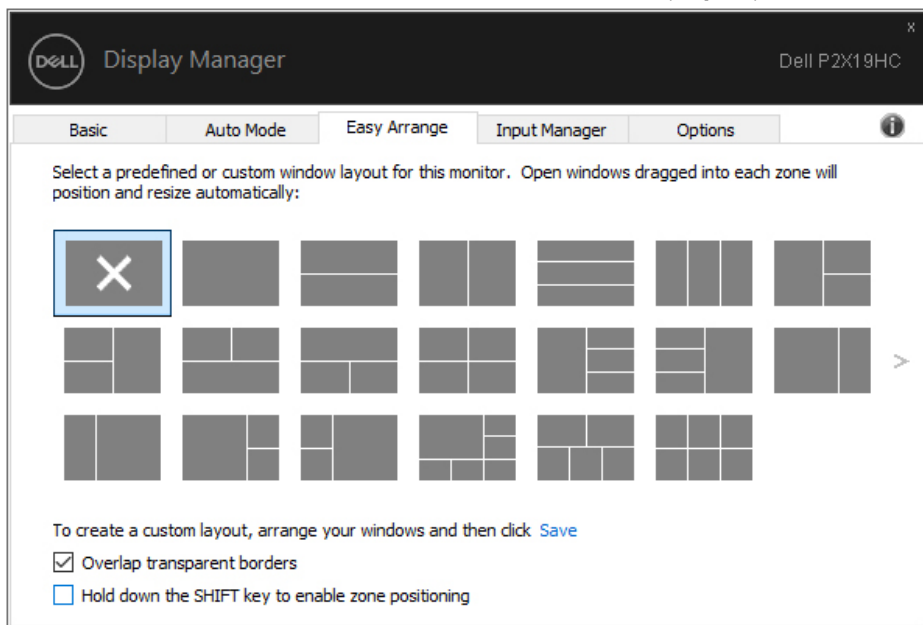 x
DELL Display Manager
Dell P2X19HC
Basic Auto Mode Easy Arrange Input Manager Options
Select a predefined or custom window layout for this monitor. Open windows dragged into each zone will
position and resize automatically:
>
To create a custom layout, arrange your windows and then click Save
Overlap transparent borders
Hold down the SHIFT key to enable zone positioning